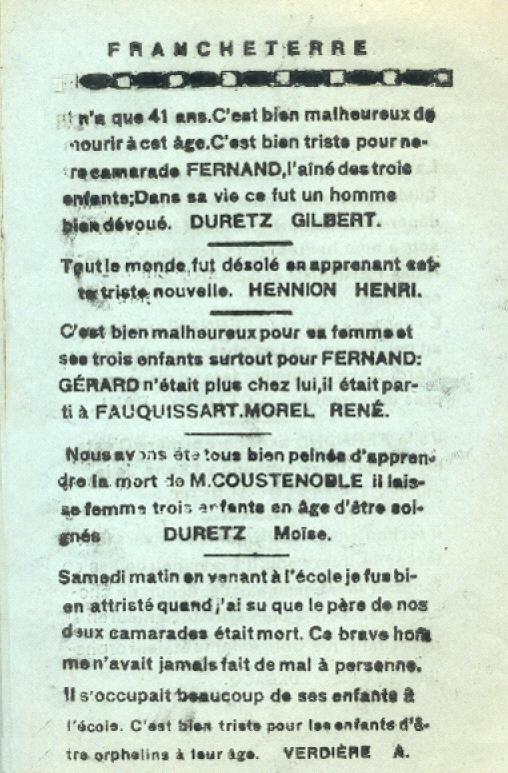 FRANCHETERRE
il n'a que 41 ans.C'est bien malheureux de
mourir à cet âge.C'est bien triste pour no-
tre camarade FERNAND,l'aîné des trois
enfants;Dans sa vie ce fut un homme
bien dévoué. DURETZ GILBERT.
Tout le monde fut désolé en apprenant cet-
te triste nouvelle. HENNION HENRI.
C'est bien malheureux pour sa femme et
ses trois enfants surtout pour FERNAND:
GÉRARD n'était plus chez lui,il était par-
ti à FAUQUISSART.MOREL RENÉ.
Nous avons été tous bien peinés d'appren-
dre la mort de M.COUSTENOBLE il lais-
se femme trois enfants en âge d'être soi-
gnés DURETZ Moïse.
Samedi matin en venant à l'école je fus bi-
en attristé quand j'ai su que le père de nos
deux camarades était mort. Ce brave hom
me n'avait jamais fait de mal à personne.
Il s'occupait beaucoup de ses enfants à
l'école. C'est bien triste pour les enfants d'ê-
tre orphelins à leur âge. VERDIÈRE A.